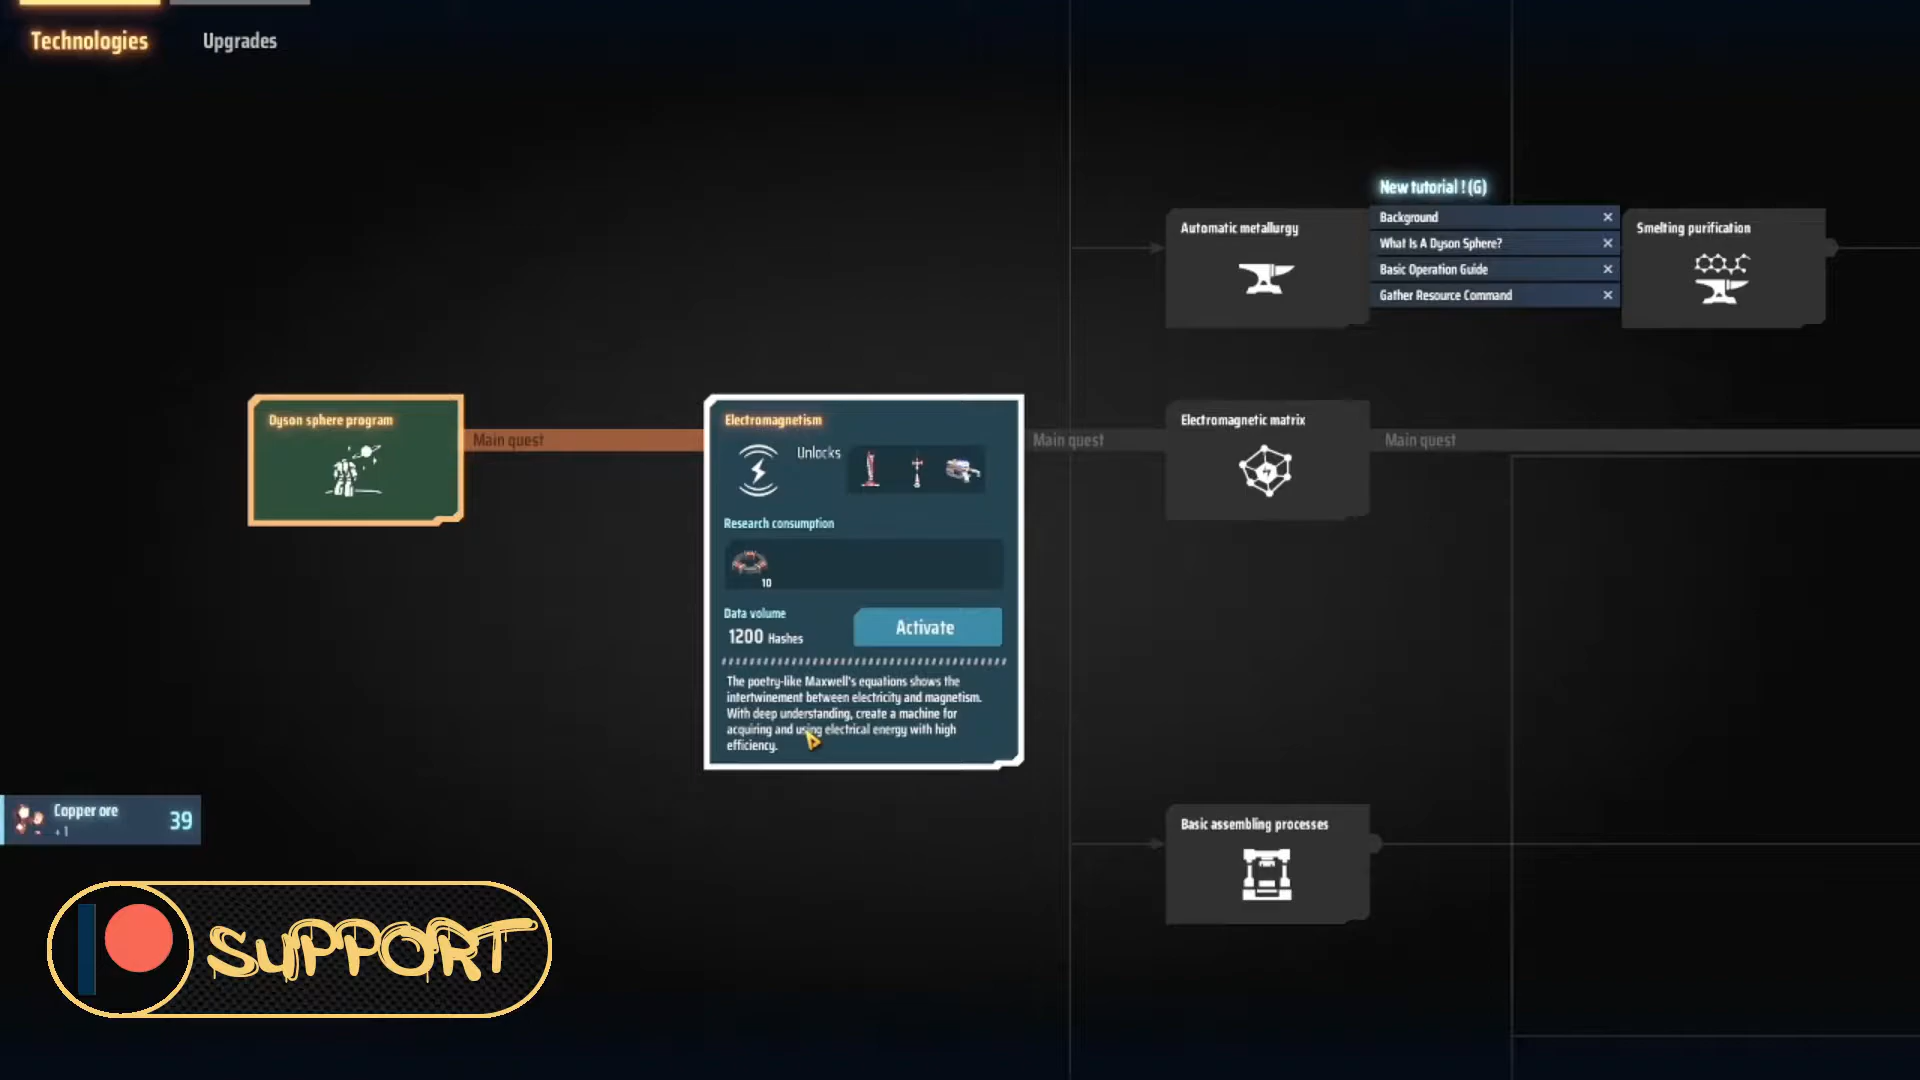 Technologies
Upgrades
New tutorial ! (G)
Background
What Is A Dyson Sphere?
Basic Operation Guide
Gather Resource Command
Automatic metallurgy
Smelting purification
Dyson sphere program
Main quest
Electromagnetism
Unlocks
Research consumption
10
Data volume
1200 Hashes
Activate
The poetry-like Maxwell's equations shows the
intertwinement between electricity and magnetism.
With deep understanding, create a machine for
acquiring and using electrical energy with high
efficiency.
Main quest
Electromagnetic matrix
Main quest
Basic assembling processes
Copper ore
+1
39
SUPPORT